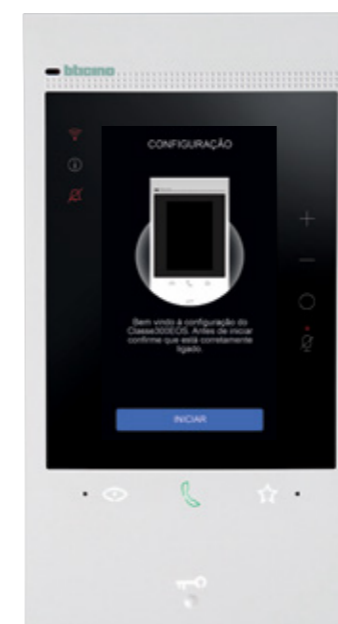 bticino
CONFIGURAÇÃO
Bem vindo à configuração do
Classe300EOS. Antes de iniciar
confirme que está corretamente
ligado.
INICIAR